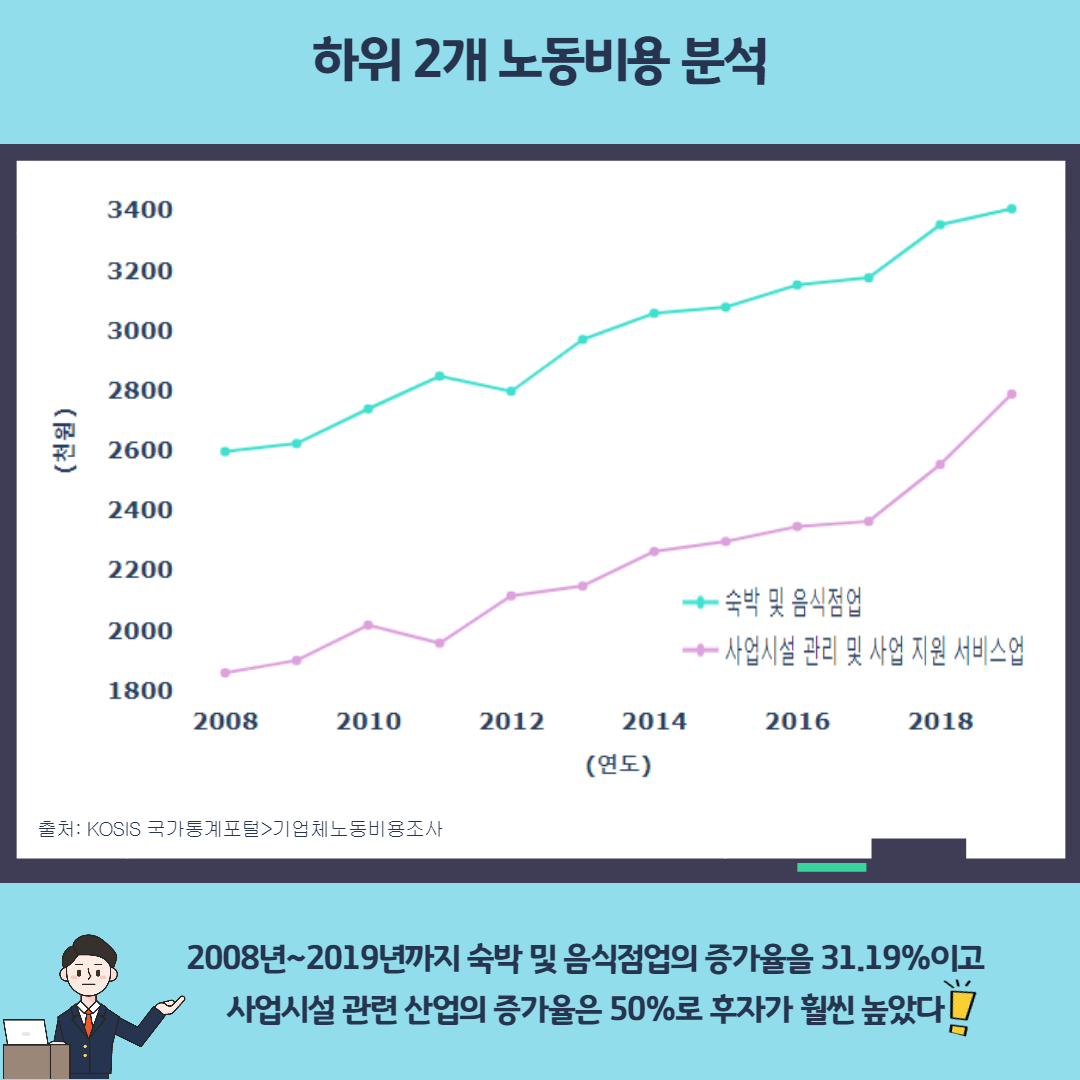 하위 2개 노동비용 분석
3400
3200
3000
2800
2600
2400
2200
2000
1800
(천원)
숙박 및 음식점업
사업시설 관리 및 사업 지원 서비스업
2008 2010 2012 2014 2016 2018
(연도)
출처: KOSIS 국가통계포털>기업체노동비용조사
2008년~2019년까지 숙박 및 음식점업의 증가율을 31.19%이고
사업시설 관련 산업의 증가율은 50%로 후자가 훨씬 높았다